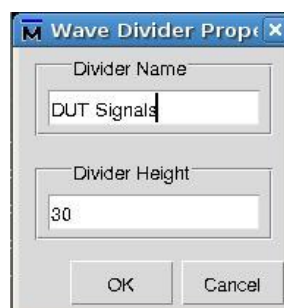 M Wave Divider Prope
Divider Name
DUT Signals
Divider Height
30
OK Cancel